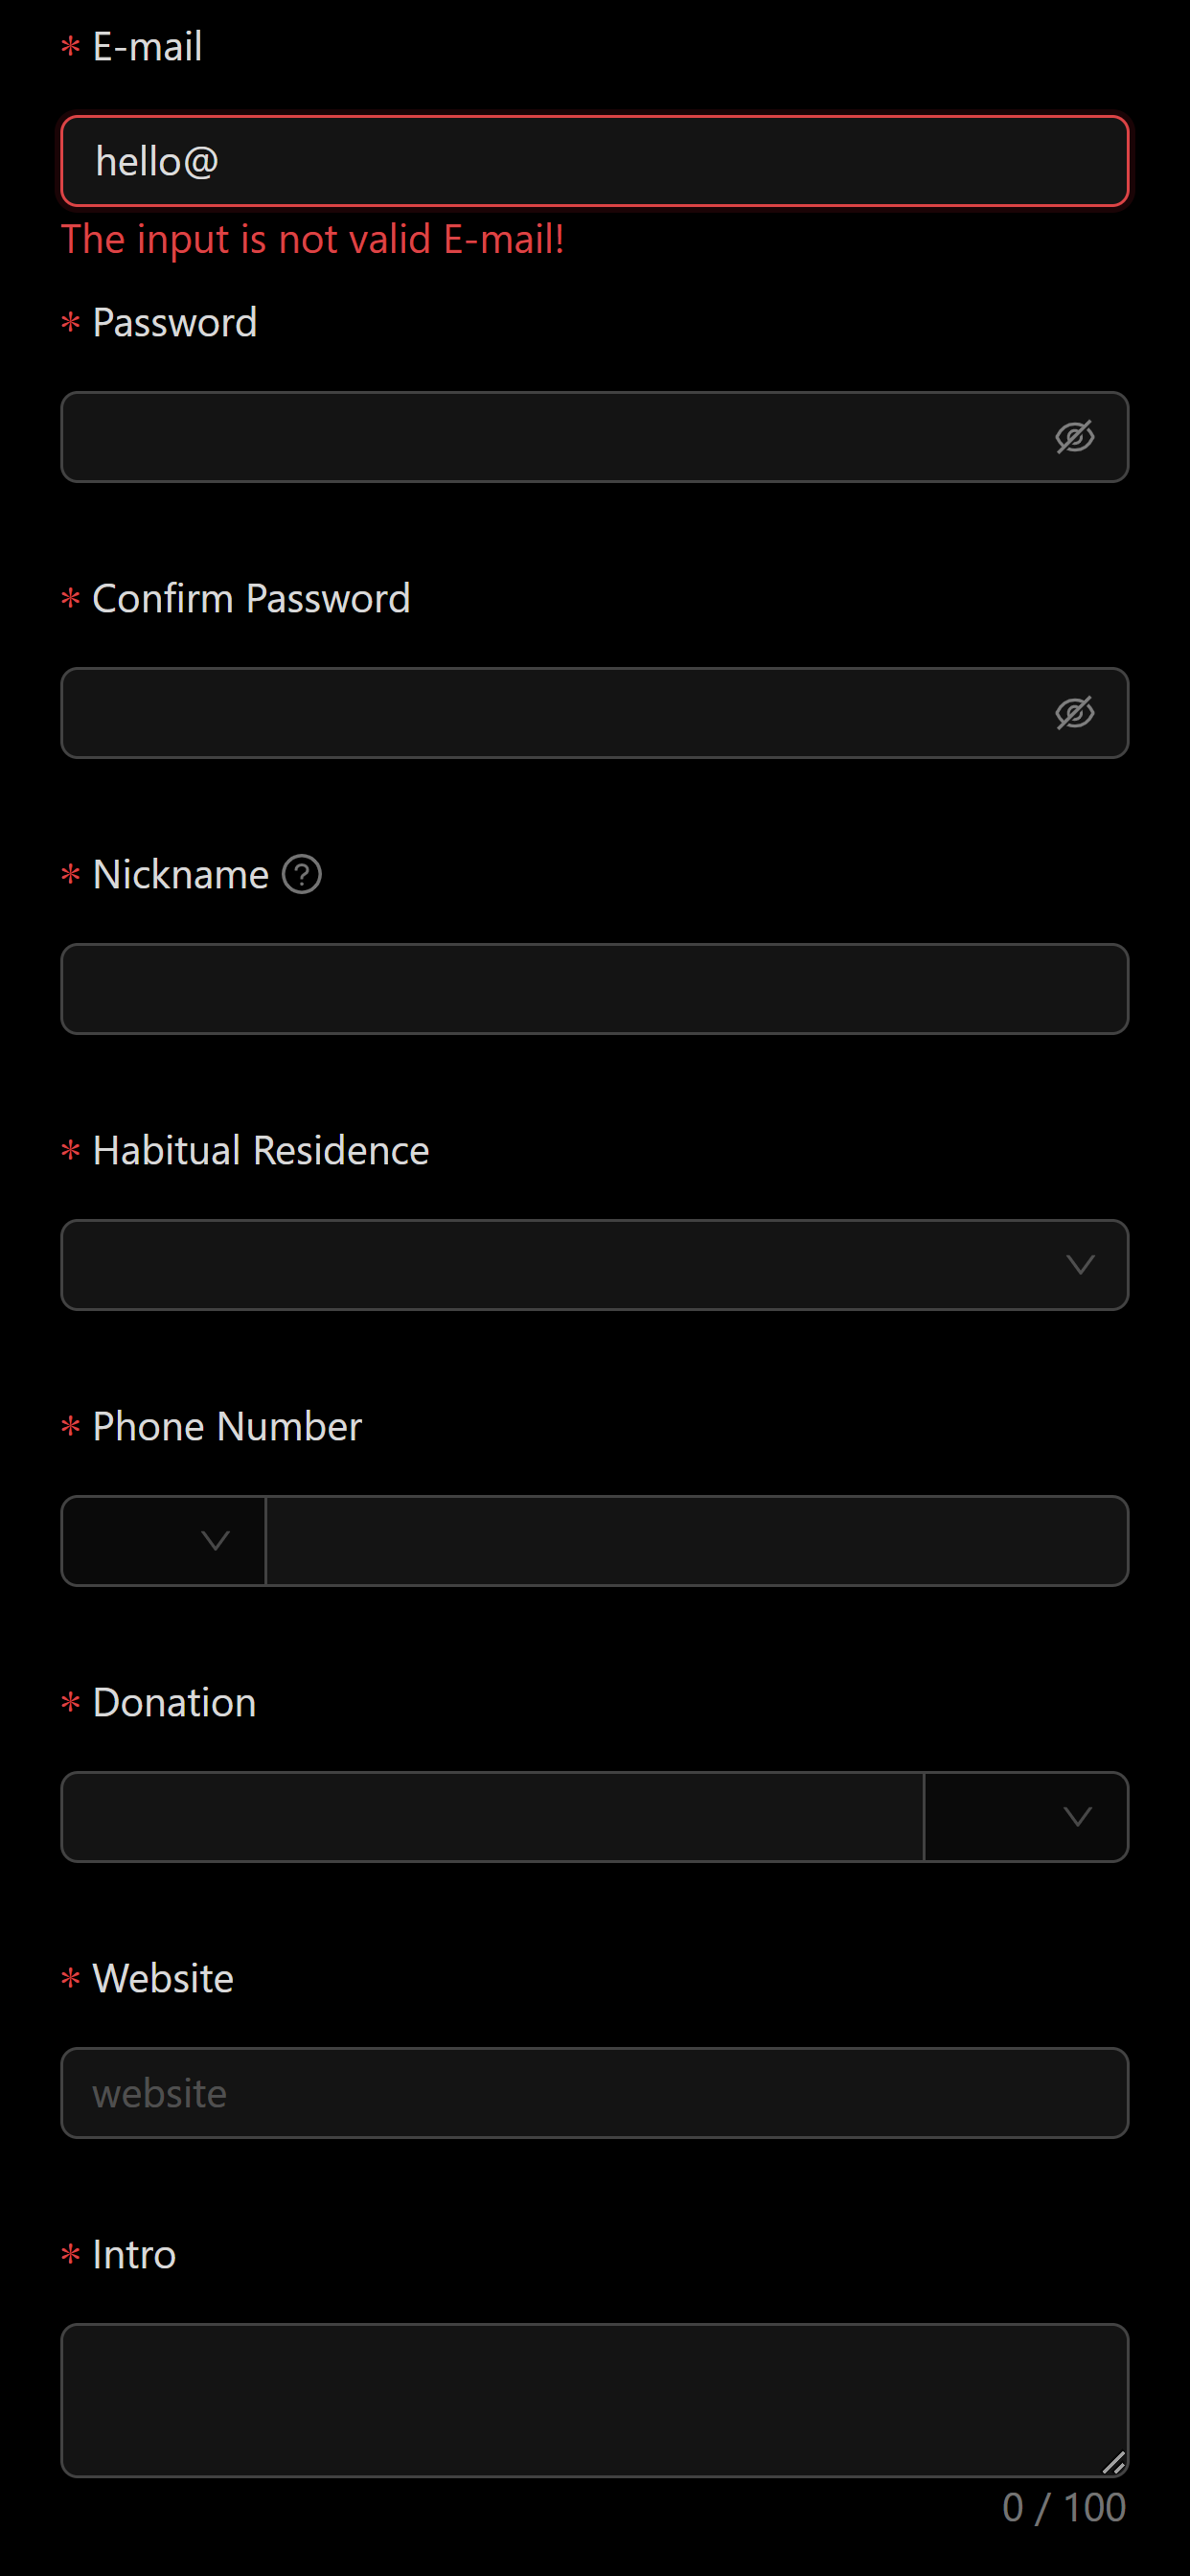 * E-mail
hello@
The input is not valid E-mail!
* Password
* Confirm Password
* Nickname
* Habitual Residence
* Phone Number
* Donation
* Website
website
* Intro
0 / 100